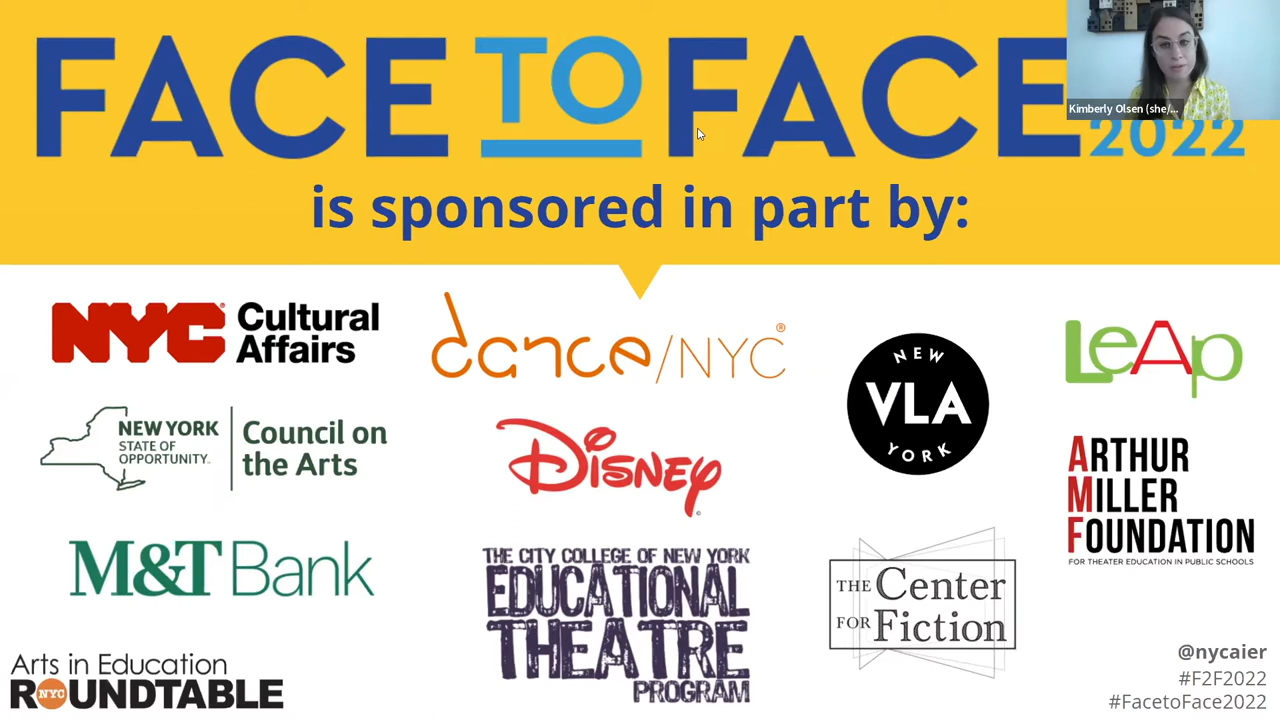 FACE TO FACE
2022
Kimberly Olsen (she/...
is sponsored in part by:
NYC Cultural
Affairs
dance/NYC®
NEW
VLA
YORK
LeAp
NEW YORK
STATE OF
OPPORTUNITY™
Council on
the Arts
Disney
ARTHUR
MILLER
FOUNDATION
FOR THEATER EDUCATION IN PUBLIC SCHOOLS
M&T Bank
THE CITY COLLEGE OF NEW YORK
EDUCATIONAL
THEATRE
PROGRAM
THE Center
FOR Fiction
Arts in Education
NYC
ROUNDTABLE
@nycaier
#F2F2022
#FacetoFace2022